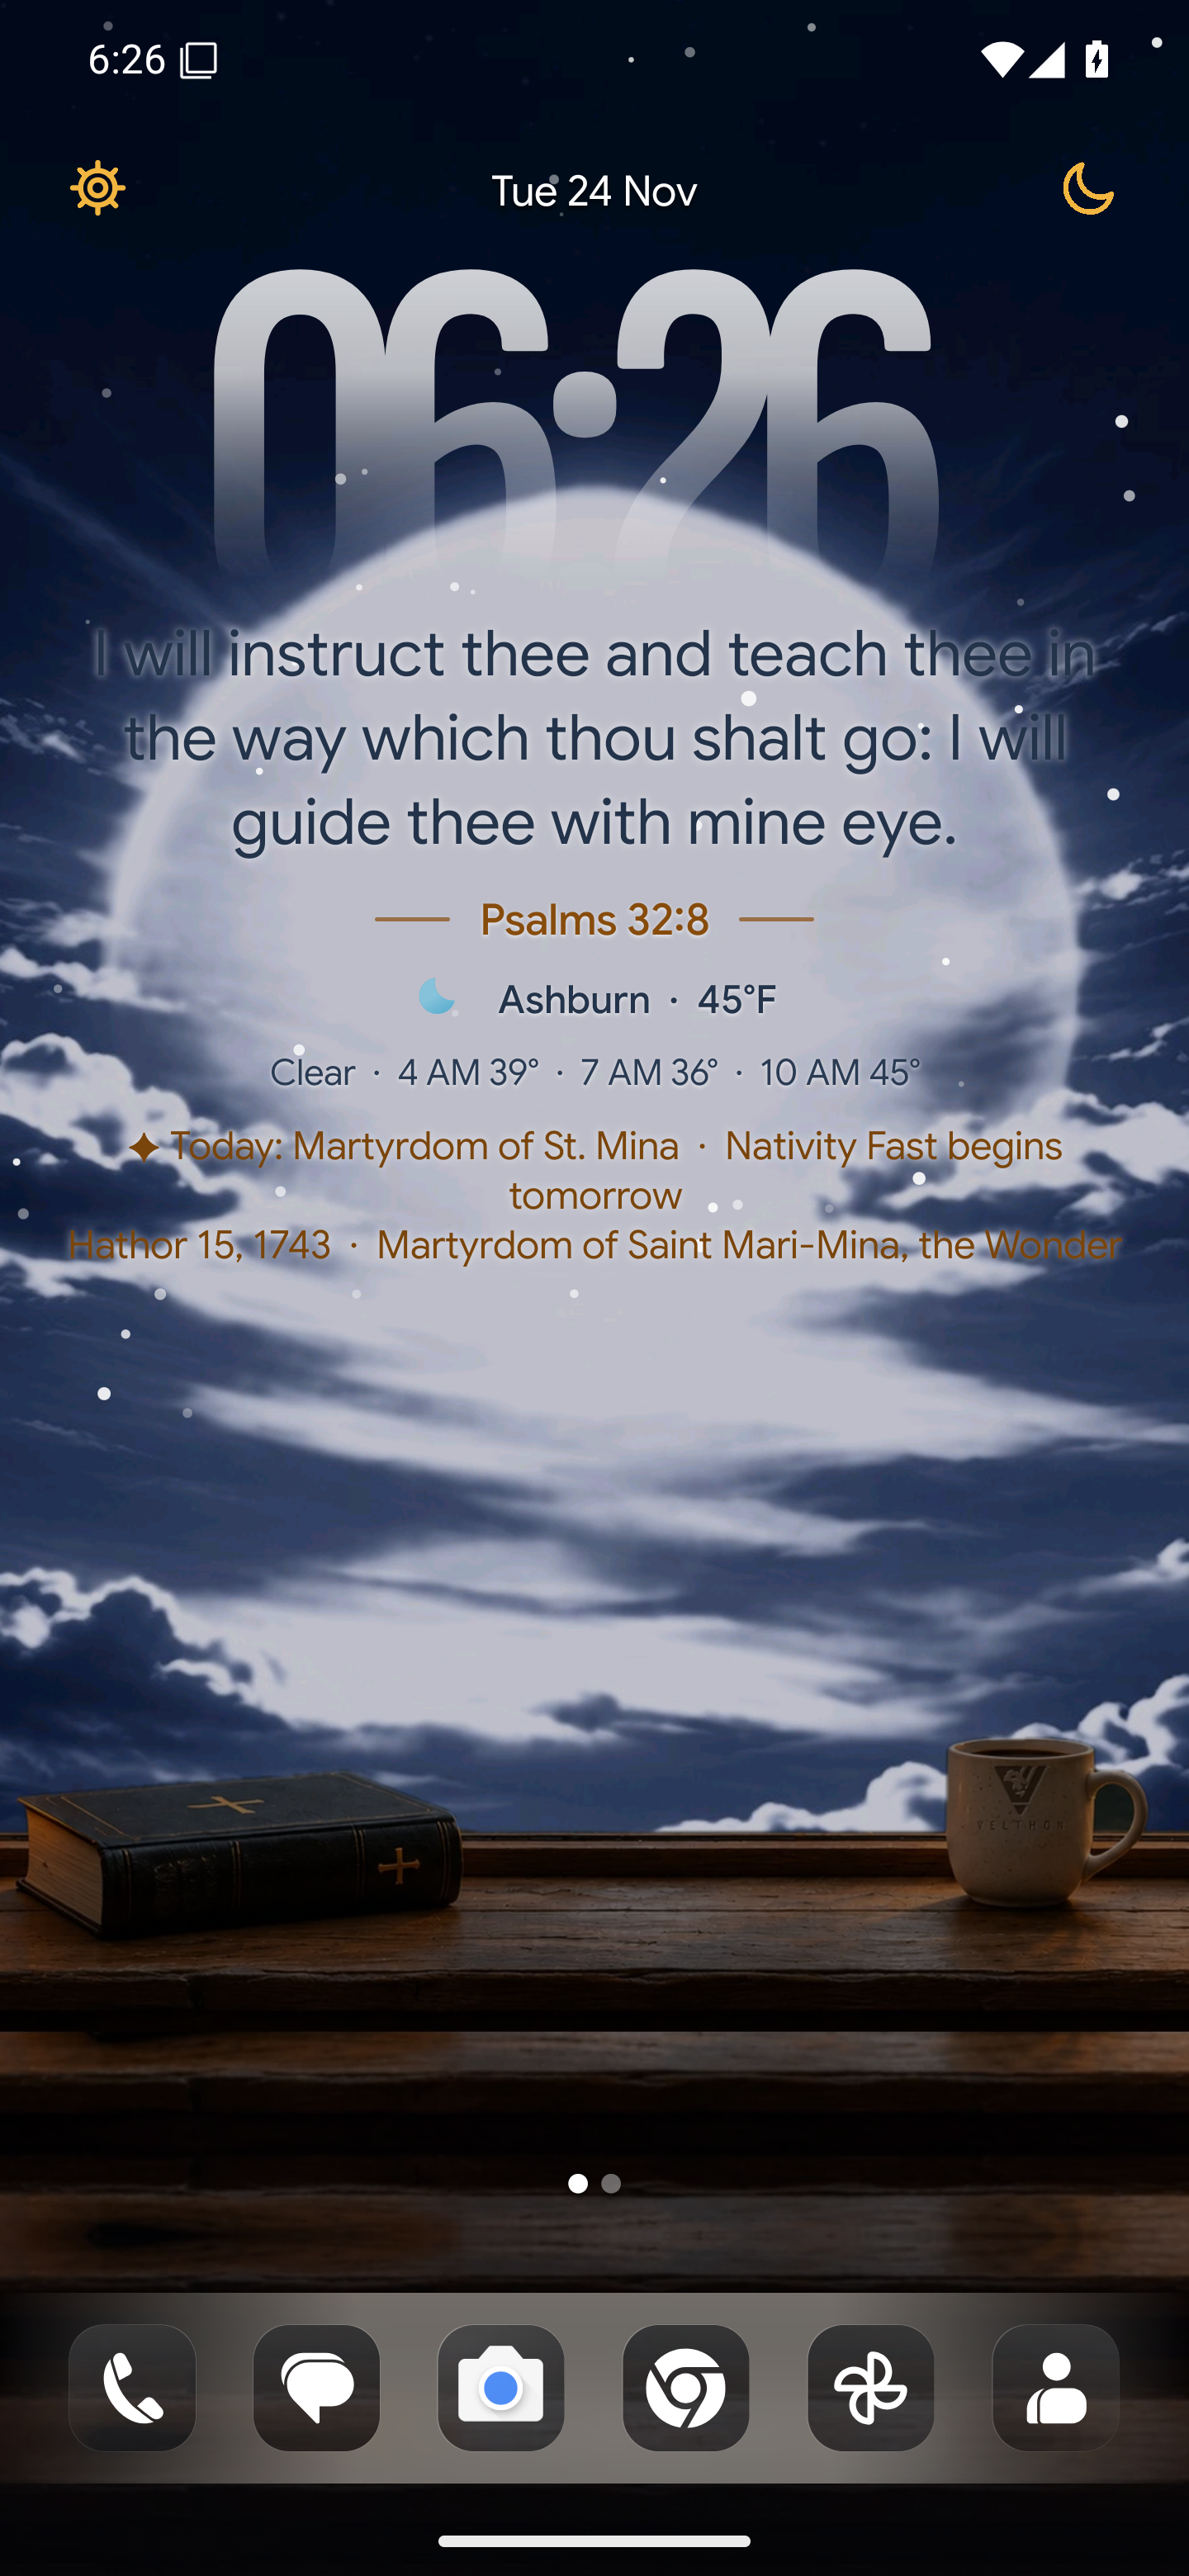 6:26
Tue 24 Nov
06:26
I will instruct thee and teach thee in
the way which thou shalt go: I will
guide thee with mine eye.
Psalms 32:8
Ashburn · 45°F
Clear · 4 AM 39° · 7 AM 36° · 10 AM 45°
✦ Today: Martyrdom of St. Mina · Nativity Fast begins
tomorrow
Hathor 15, 1743 · Martyrdom of Saint Mari-Mina, the Wonder
VELTHON